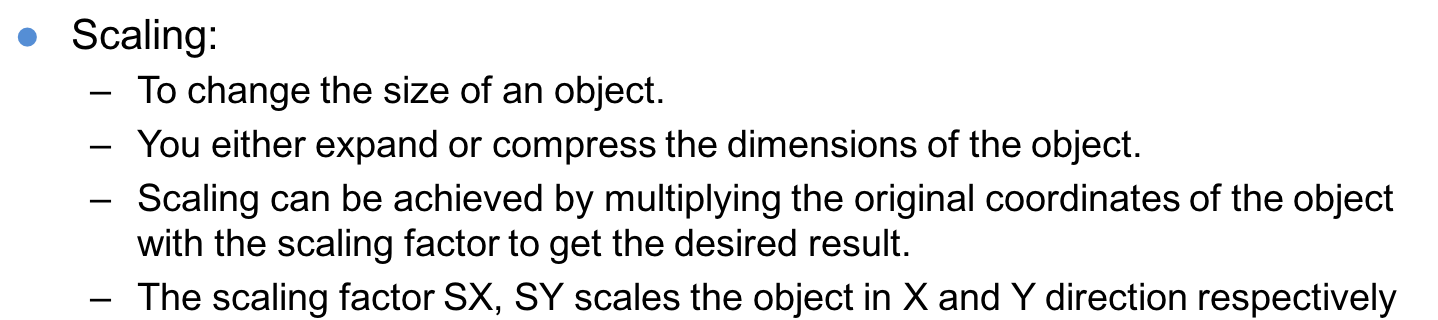 ● Scaling:
– To change the size of an object.
– You either expand or compress the dimensions of the object.
– Scaling can be achieved by multiplying the original coordinates of the object
with the scaling factor to get the desired result.
– The scaling factor SX, SY scales the object in X and Y direction respectively